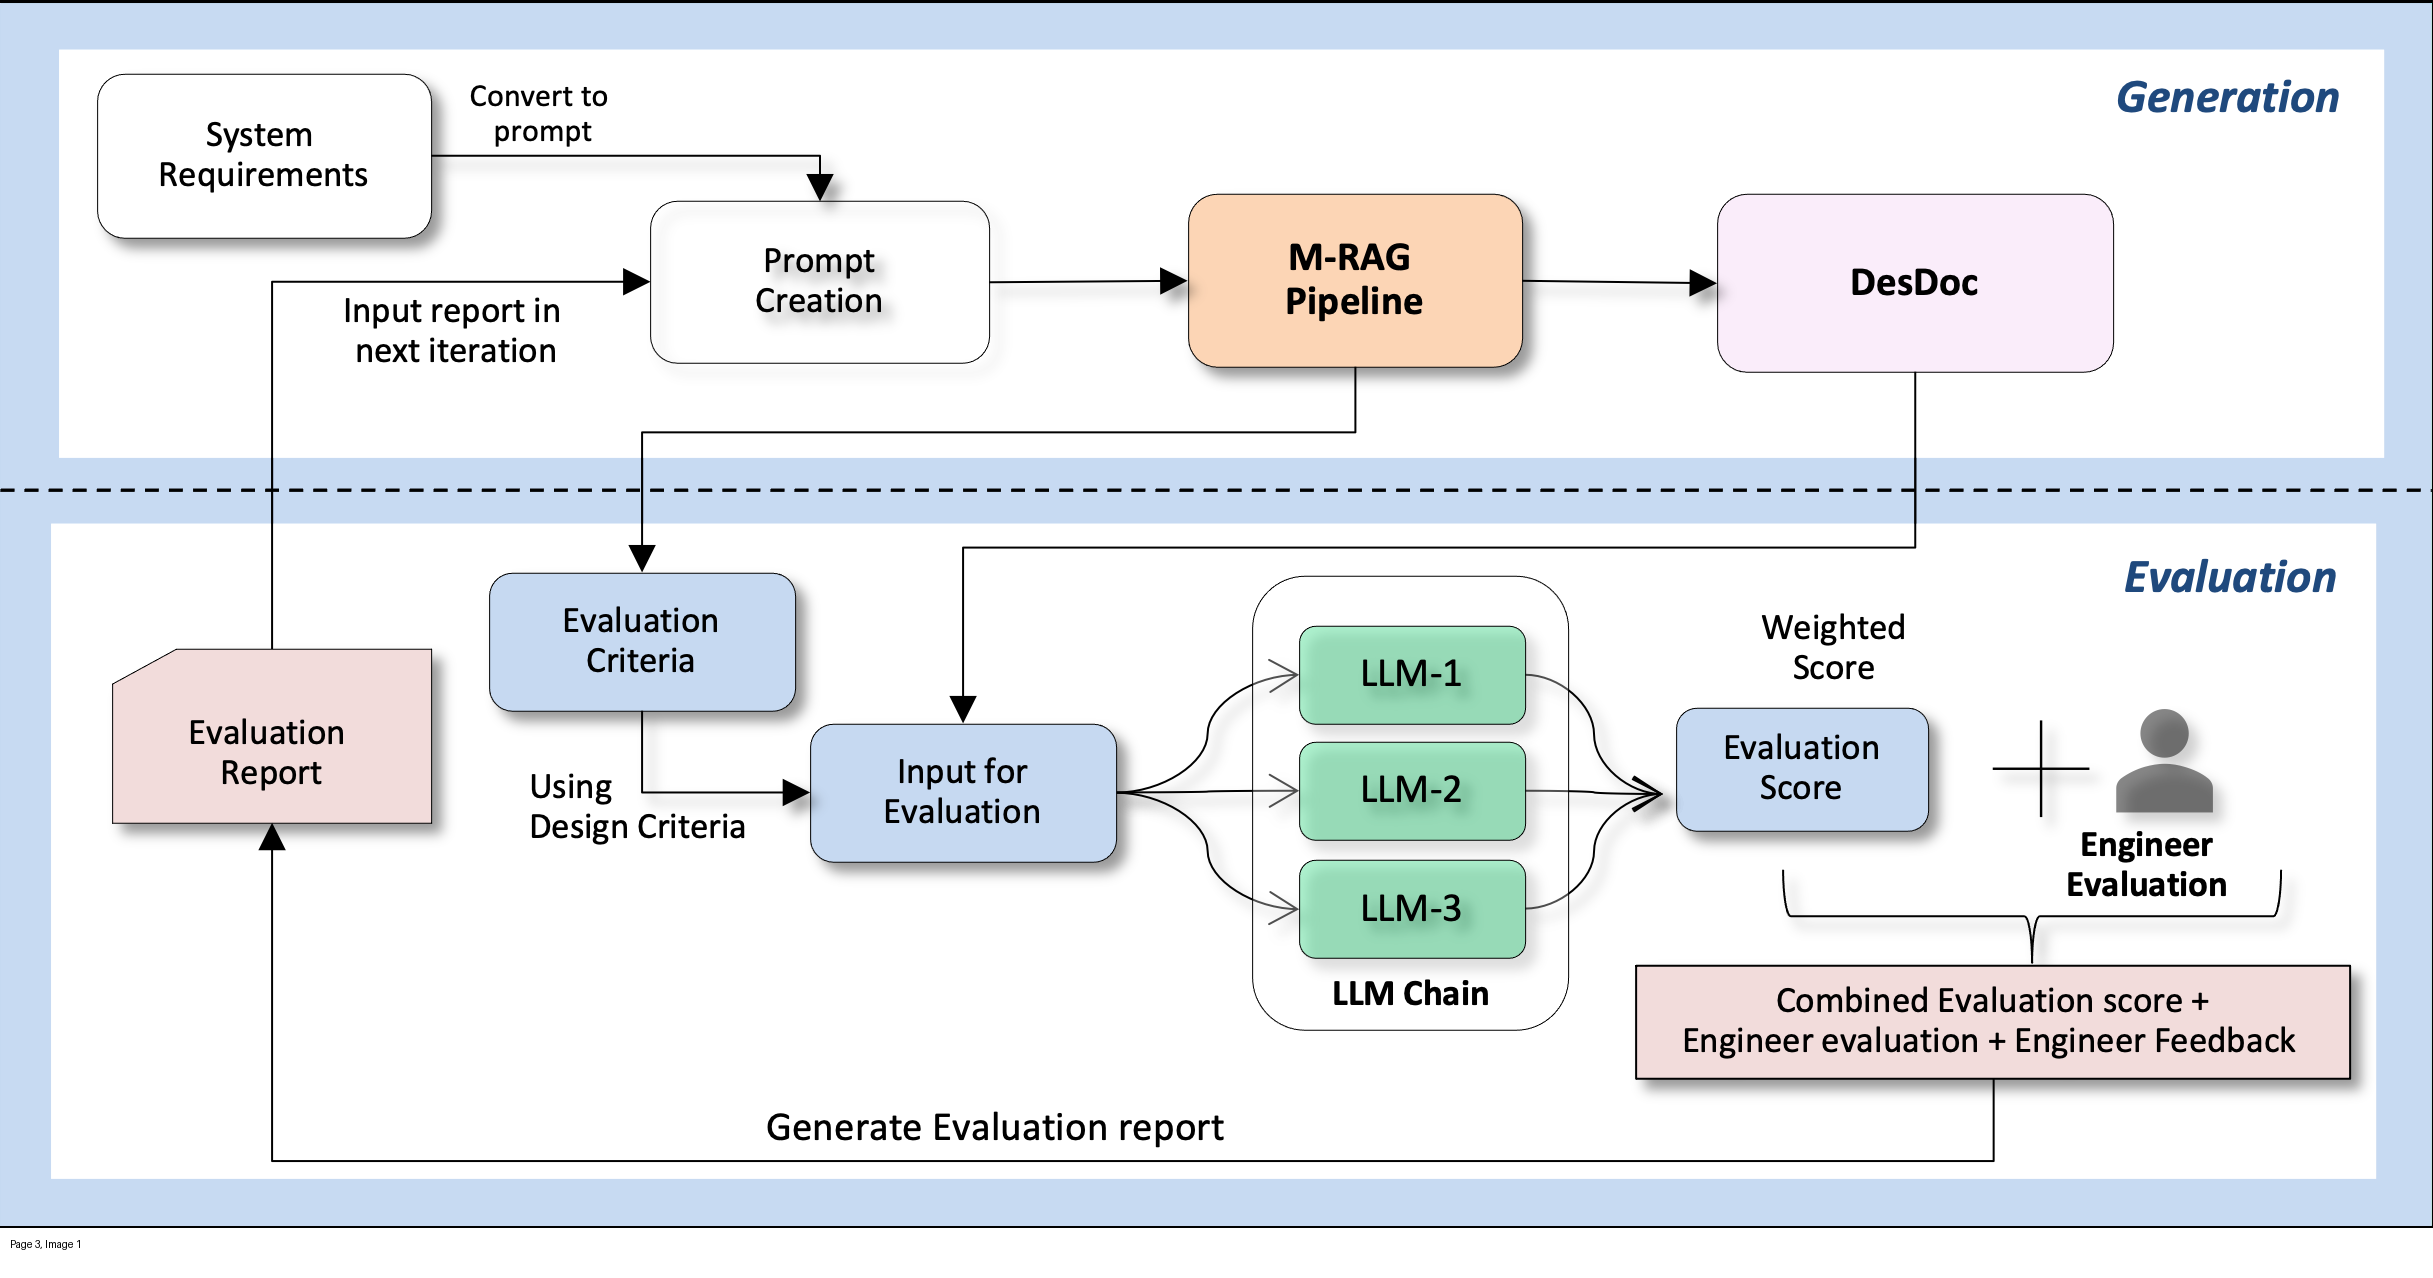 Generation
System
Requirements
Convert to
prompt
Prompt
Creation
M-RAG
Pipeline
DesDoc
Input report in
next iteration
Evaluation
Evaluation
Report
Evaluation
Criteria
Using
Design Criteria
Input for
Evaluation
LLM-1
LLM-2
LLM-3
LLM Chain
Weighted
Score
Evaluation
Score
Engineer
Evaluation
Combined Evaluation score +
Engineer evaluation + Engineer Feedback
Generate Evaluation report
Page 3, Image 1